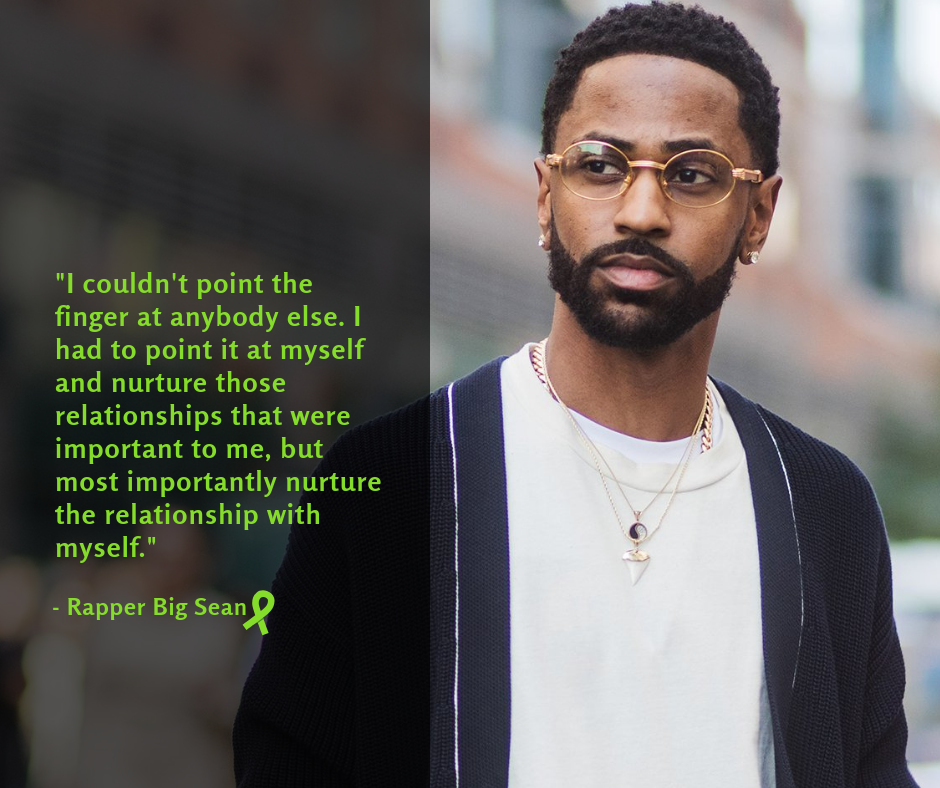 "I couldn't point the
finger at anybody else. I
had to point it at myself
and nurture those
relationships that were
important to me, but
most importantly nurture
the relationship with
myself."
- Rapper Big Sean